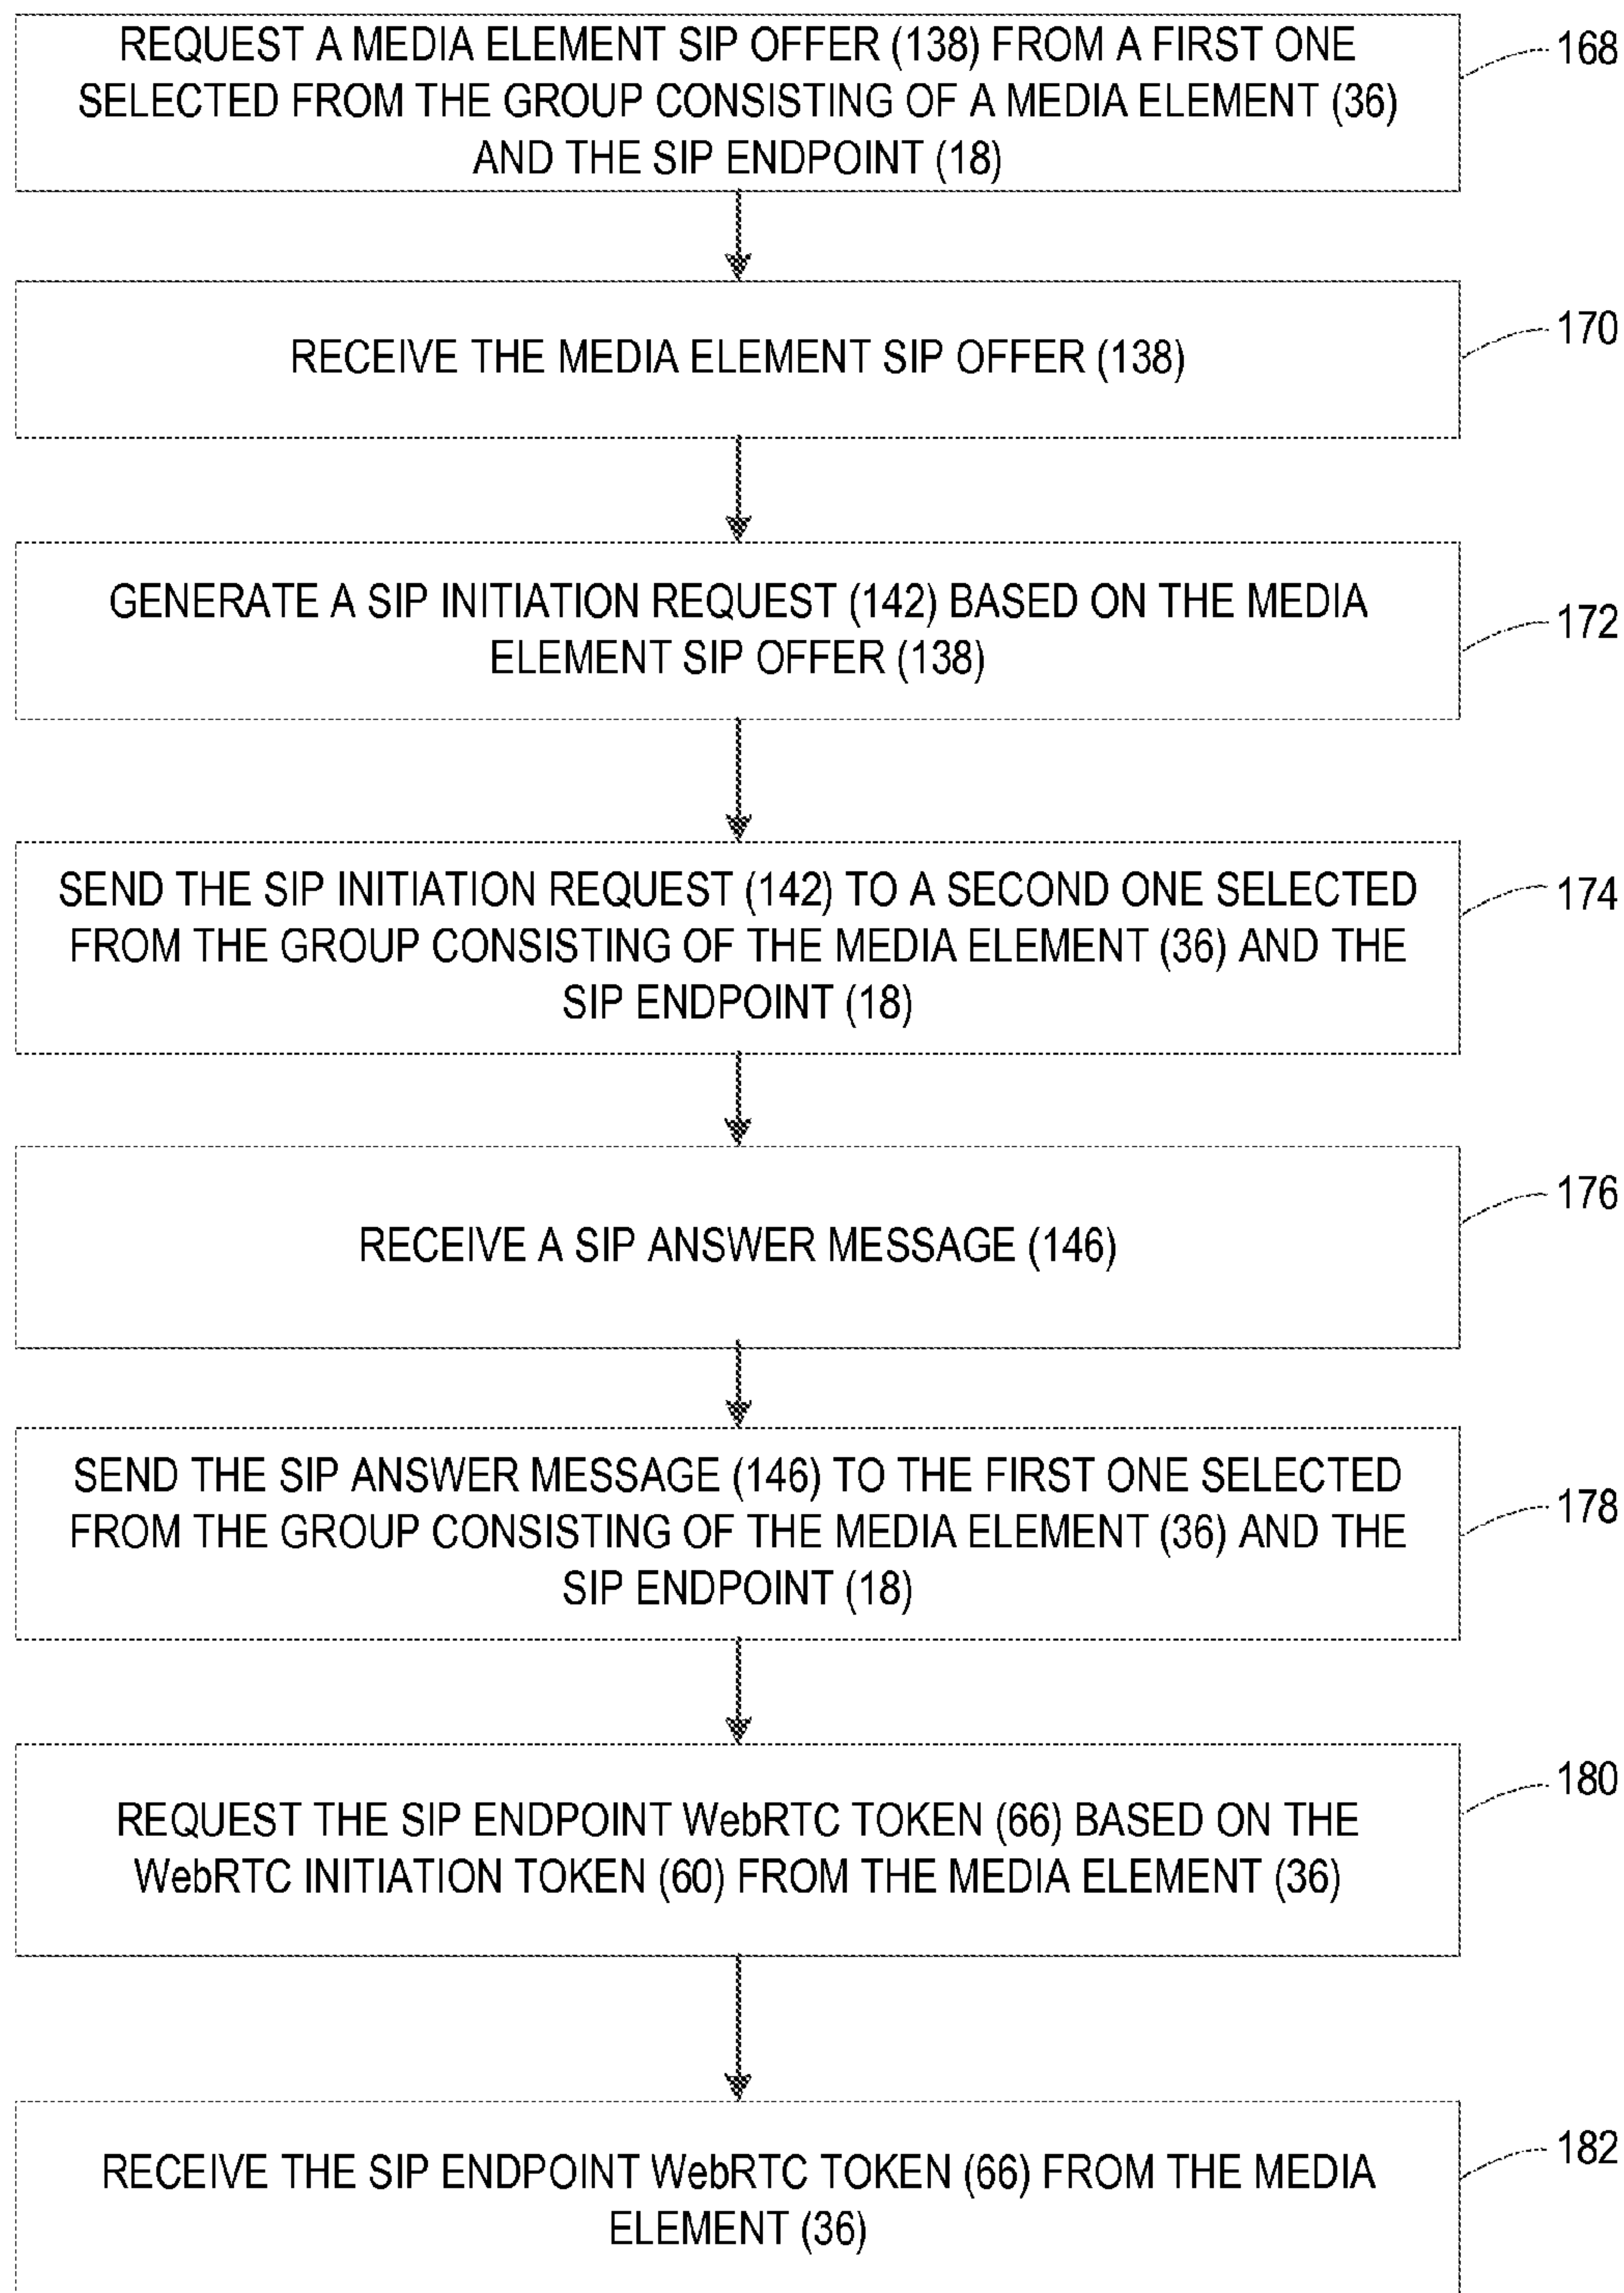 REQUEST A MEDIA ELEMENT SIP OFFER (138) FROM A FIRST ONE
SELECTED FROM THE GROUP CONSISTING OF A MEDIA ELEMENT (36)
AND THE SIP ENDPOINT (18)
168
RECEIVE THE MEDIA ELEMENT SIP OFFER (138)
170
GENERATE A SIP INITIATION REQUEST (142) BASED ON THE MEDIA
ELEMENT SIP OFFER (138)
172
SEND THE SIP INITIATION REQUEST (142) TO A SECOND ONE SELECTED
FROM THE GROUP CONSISTING OF THE MEDIA ELEMENT (36) AND THE
SIP ENDPOINT (18)
174
RECEIVE A SIP ANSWER MESSAGE (146)
176
SEND THE SIP ANSWER MESSAGE (146) TO THE FIRST ONE SELECTED
FROM THE GROUP CONSISTING OF THE MEDIA ELEMENT (36) AND THE
SIP ENDPOINT (18)
178
REQUEST THE SIP ENDPOINT WebRTC TOKEN (66) BASED ON THE
WebRTC INITIATION TOKEN (60) FROM THE MEDIA ELEMENT (36)
180
RECEIVE THE SIP ENDPOINT WebRTC TOKEN (66) FROM THE MEDIA
ELEMENT (36)
182